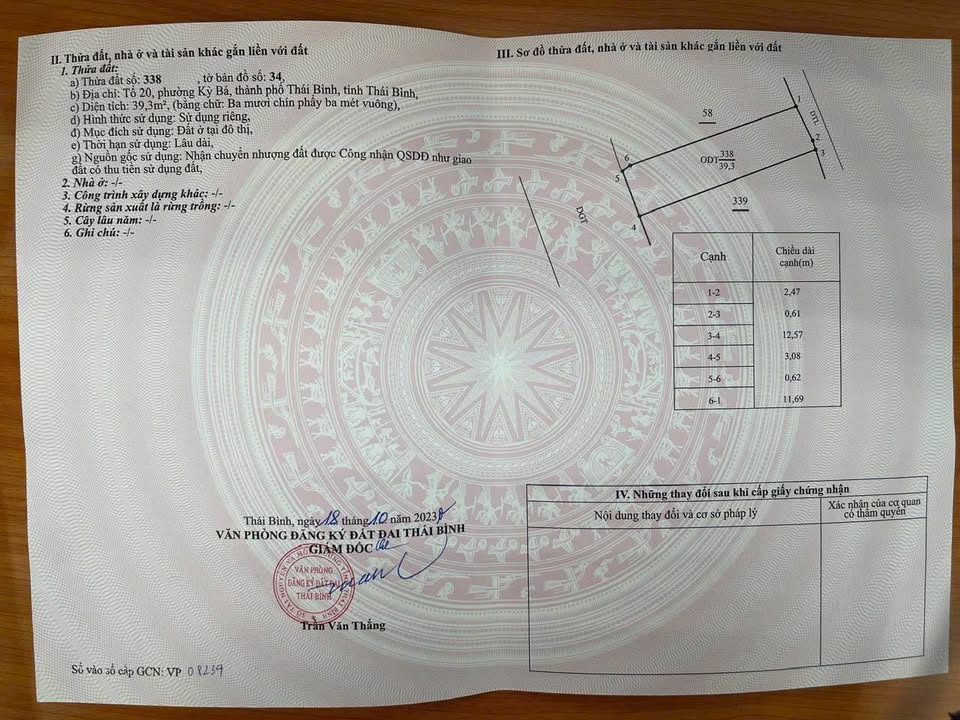 II. Thửa đất, nhà ở và tài sản khác gắn liền với đất
1. Thửa đất:
a) Thửa đất số: 338 , tờ bản đồ số: 34,
b) Địa chỉ: Tổ 20, phường Kỳ Bá, thành phố Thái Bình, tỉnh Thái Bình,
c) Diện tích: 39,3m², (bằng chữ: Ba mươi chín phẩy ba mét vuông),
d) Hình thức sử dụng: Sử dụng riêng,
đ) Mục đích sử dụng: Đất ở tại đô thị,
e) Thời hạn sử dụng: Lâu dài,
g) Nguồn gốc sử dụng: Nhận chuyển nhượng đất được Công nhận QSDĐ như giao
đất có thu tiền sử dụng đất,
2. Nhà ở: -/-
3. Công trình xây dựng khác: -/-
4. Rừng sản xuất là rừng trồng: -/-
5. Cây lâu năm: -/-
6. Ghi chú: -/-
Thái Bình, ngày 18 tháng 10 năm 2023
VĂN PHÒNG ĐĂNG KÝ ĐẤT ĐAI THÁI BÌNH
GIÁM ĐỐC
VĂN PHÒNG
ĐĂNG KÝ ĐẤT ĐAI
THÁI BÌNH
Trần Văn Thắng
Số vào sổ cấp GCN: VP 08234
III. Sơ đồ thửa đất, nhà ở và tài sản khác gắn liền với đất
58
1
ĐTL
2
3
6
5
ODT 338
39,3
339
4
DGT
Cạnh Chiều dài
cạnh(m)
1-2 2,47
2-3 0,61
3-4 12,57
4-5 3,08
5-6 0,62
6-1 11,69
IV. Những thay đổi sau khi cấp giấy chứng nhận
Nội dung thay đổi và cơ sở pháp lý
Xác nhận của cơ quan
có thẩm quyền